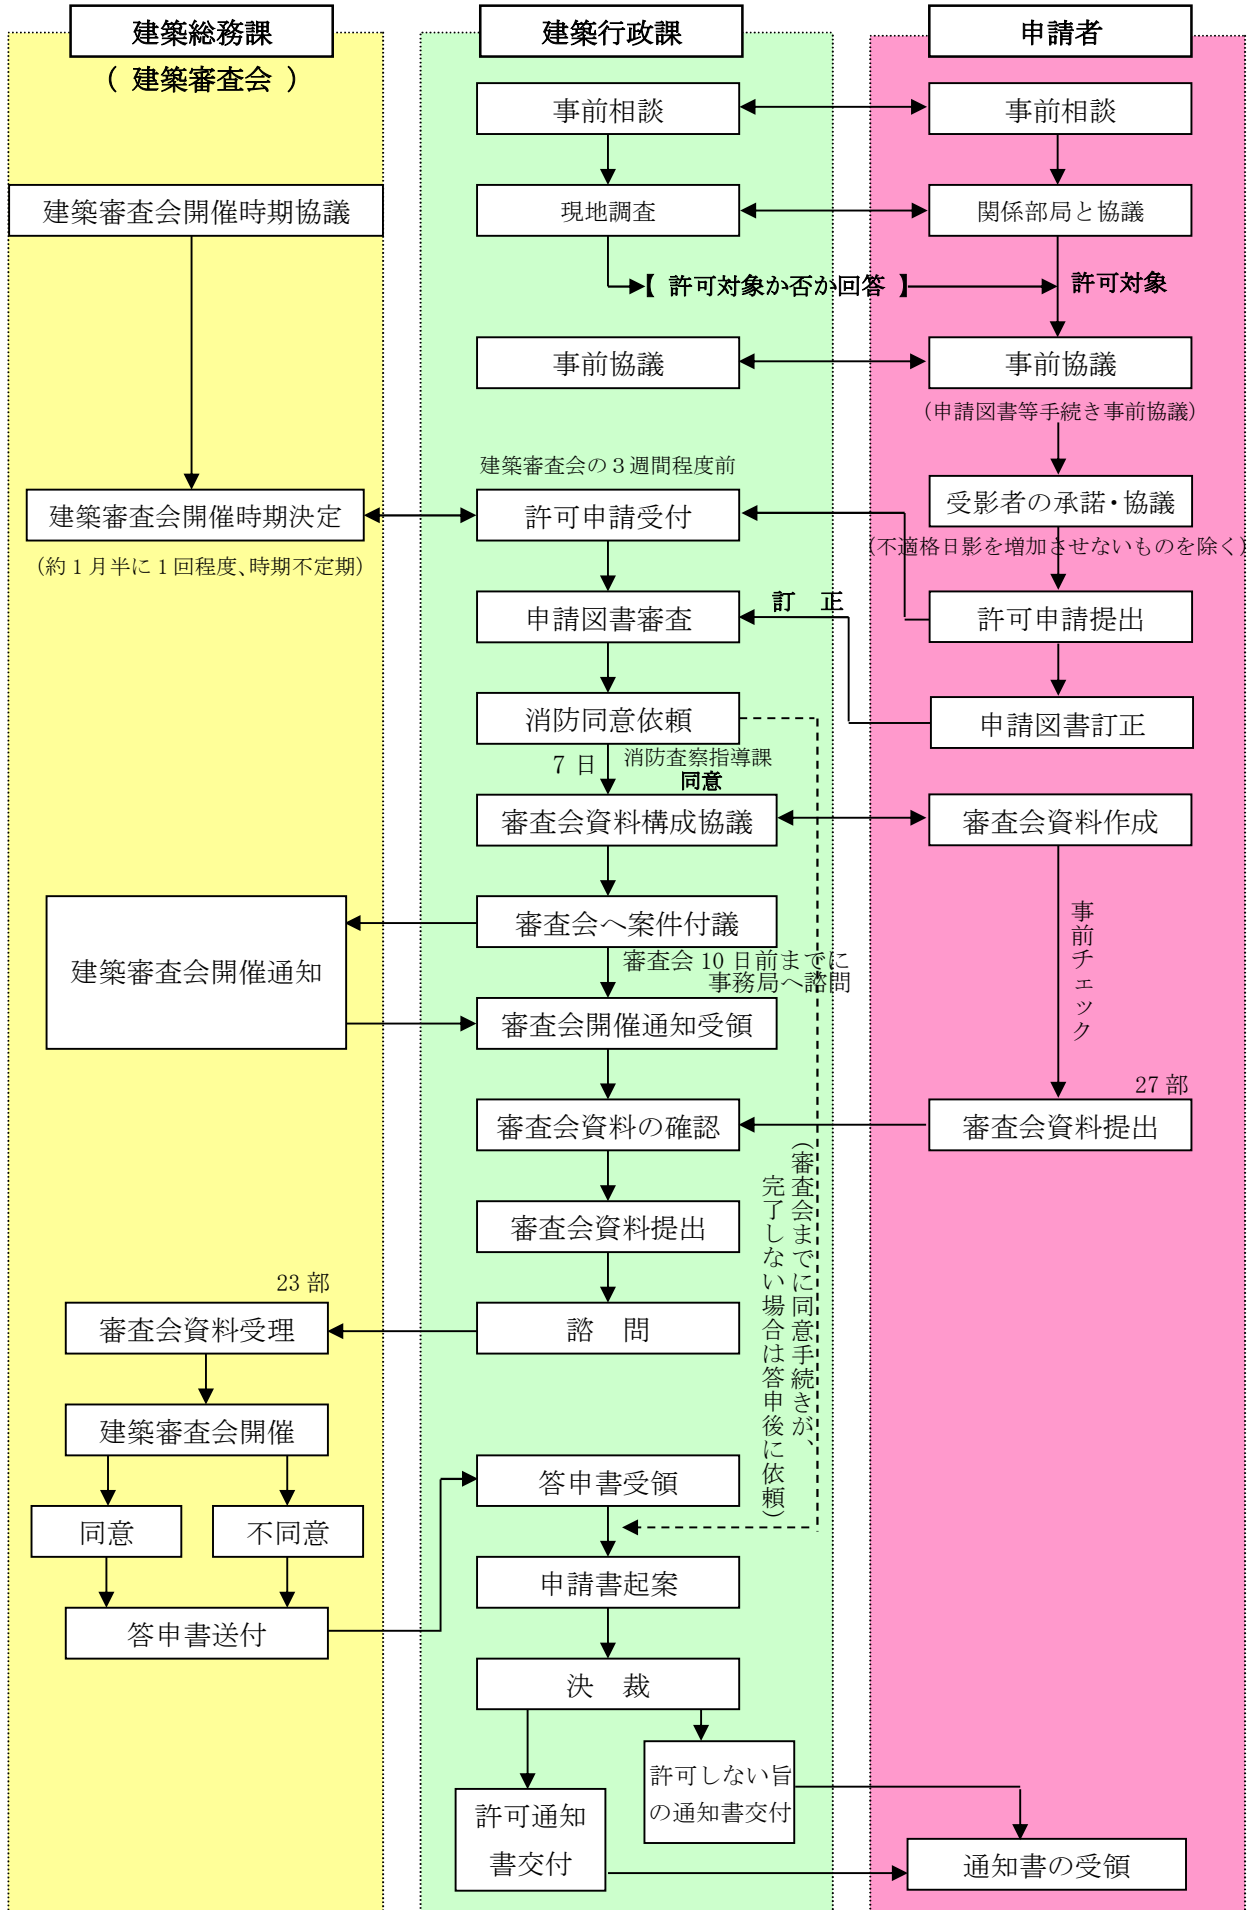 建築総務課
建築行政課
申請者
（ 建築審査会 ）
事前相談
事前相談
建築審査会開催時期協議
現地調査
関係部局と協議
【 許可対象か否か回答 】
許可対象
事前協議
事前協議
（申請図書等手続き事前協議）
建築審査会の３週間程度前
建築審査会開催時期決定
許可申請受付
受影者の承諾・協議
（約１月半に１回程度、時期不定期）
（不適格日影を増加させないものを除く）
訂　正
申請図書審査
許可申請提出
消防同意依頼
申請図書訂正
７日
消防査察指導課
同意
審査会資料構成協議
審査会資料作成
審査会へ案件付議
事前チェック
建築審査会開催通知
審査会 10 日前までに
事務局へ諮問
審査会開催通知受領
27 部
審査会資料の確認
審査会資料提出
（審査会までに同意手続きが、
完了しない場合は答申後に依頼）
審査会資料提出
23 部
審査会資料受理
諮　問
建築審査会開催
答申書受領
同意
不同意
申請書起案
答申書送付
決　裁
許可しない旨
の通知書交付
許可通知
書交付
通知書の受領